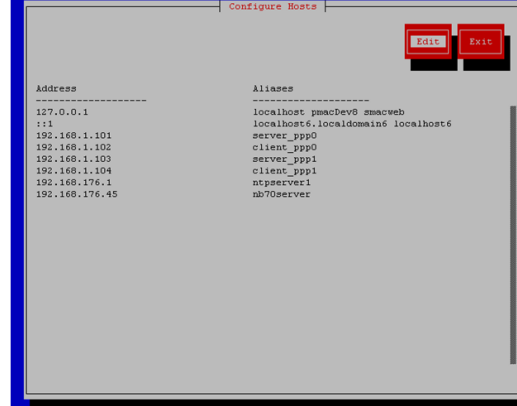 Configure Hosts
Edit Exit
Address Aliases
------------------- --------------------
127.0.0.1 localhost pmacDev8 smacweb
::1 localhost6.localdomain6 localhost6
192.168.1.101 server_ppp0
192.168.1.102 client_ppp0
192.168.1.103 server_ppp1
192.168.1.104 client_ppp1
192.168.176.1 ntpserver1
192.168.176.45 nb70server